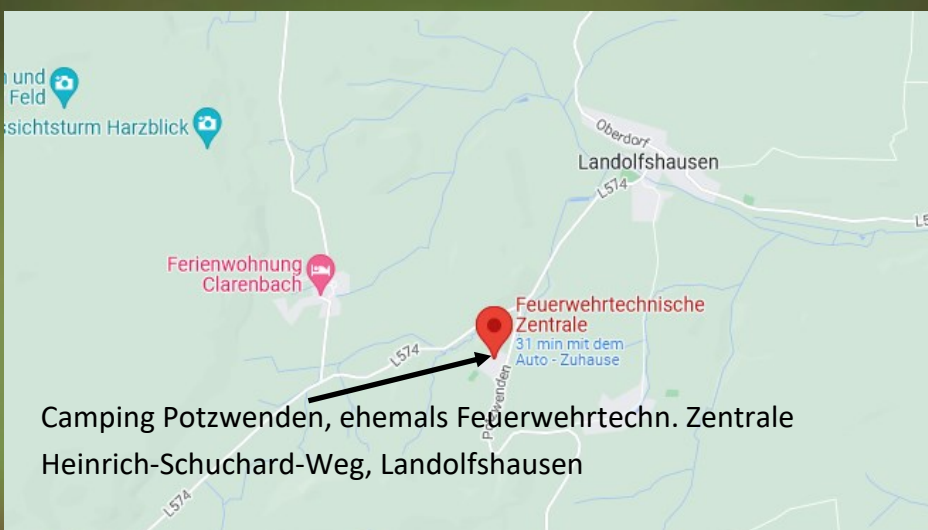 und
Feld
ssichtsturm Harzblick
Oberdorf
Landolfshausen
L574
L5
Ferienwohnung
Clarenbach
Feuerwehrtechnische
Zentrale
31 min mit dem
Auto - Zuhause
L574
Potzwenden
Camping Potzwenden, ehemals Feuerwehrtechn. Zentrale
Heinrich-Schuchard-Weg, Landolfshausen
L574